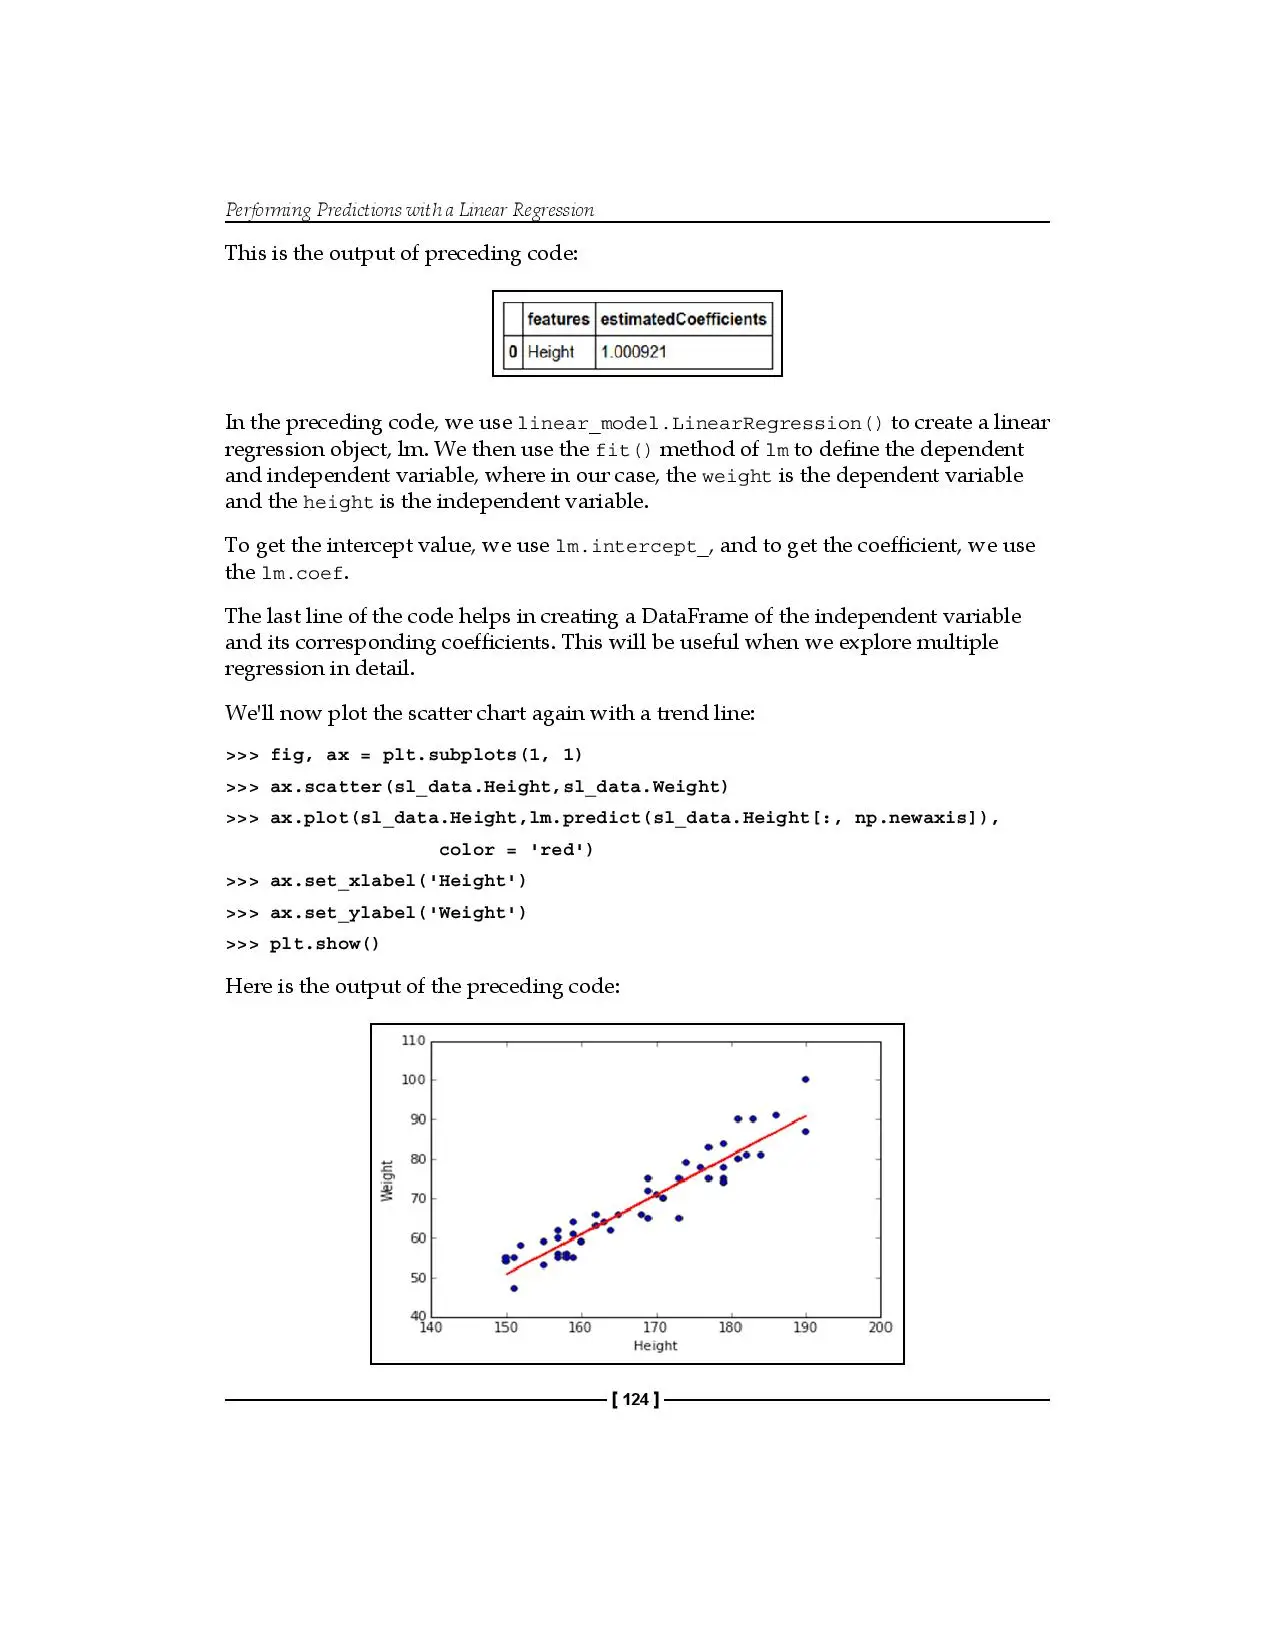 Performing Predictions with a Linear Regression
This is the output of preceding code:
features estimatedCoefficients
0 Height 1.000921
In the preceding code, we use linear_model.LinearRegression() to create a linear
regression object, lm. We then use the fit() method of lm to define the dependent
and independent variable, where in our case, the weight is the dependent variable
and the height is the independent variable.
To get the intercept value, we use lm.intercept_, and to get the coefficient, we use
the lm.coef.
The last line of the code helps in creating a DataFrame of the independent variable
and its corresponding coefficients. This will be useful when we explore multiple
regression in detail.
We'll now plot the scatter chart again with a trend line:
>>> fig, ax = plt.subplots(1, 1)
>>> ax.scatter(sl_data.Height,sl_data.Weight)
>>> ax.plot(sl_data.Height,lm.predict(sl_data.Height[:, np.newaxis]),
color = 'red')
>>> ax.set_xlabel('Height')
>>> ax.set_ylabel('Weight')
>>> plt.show()
Here is the output of the preceding code:
110
100
90
80
70
60
50
40
Weight
140 150 160 170 180 190 200
Height
[ 124 ]